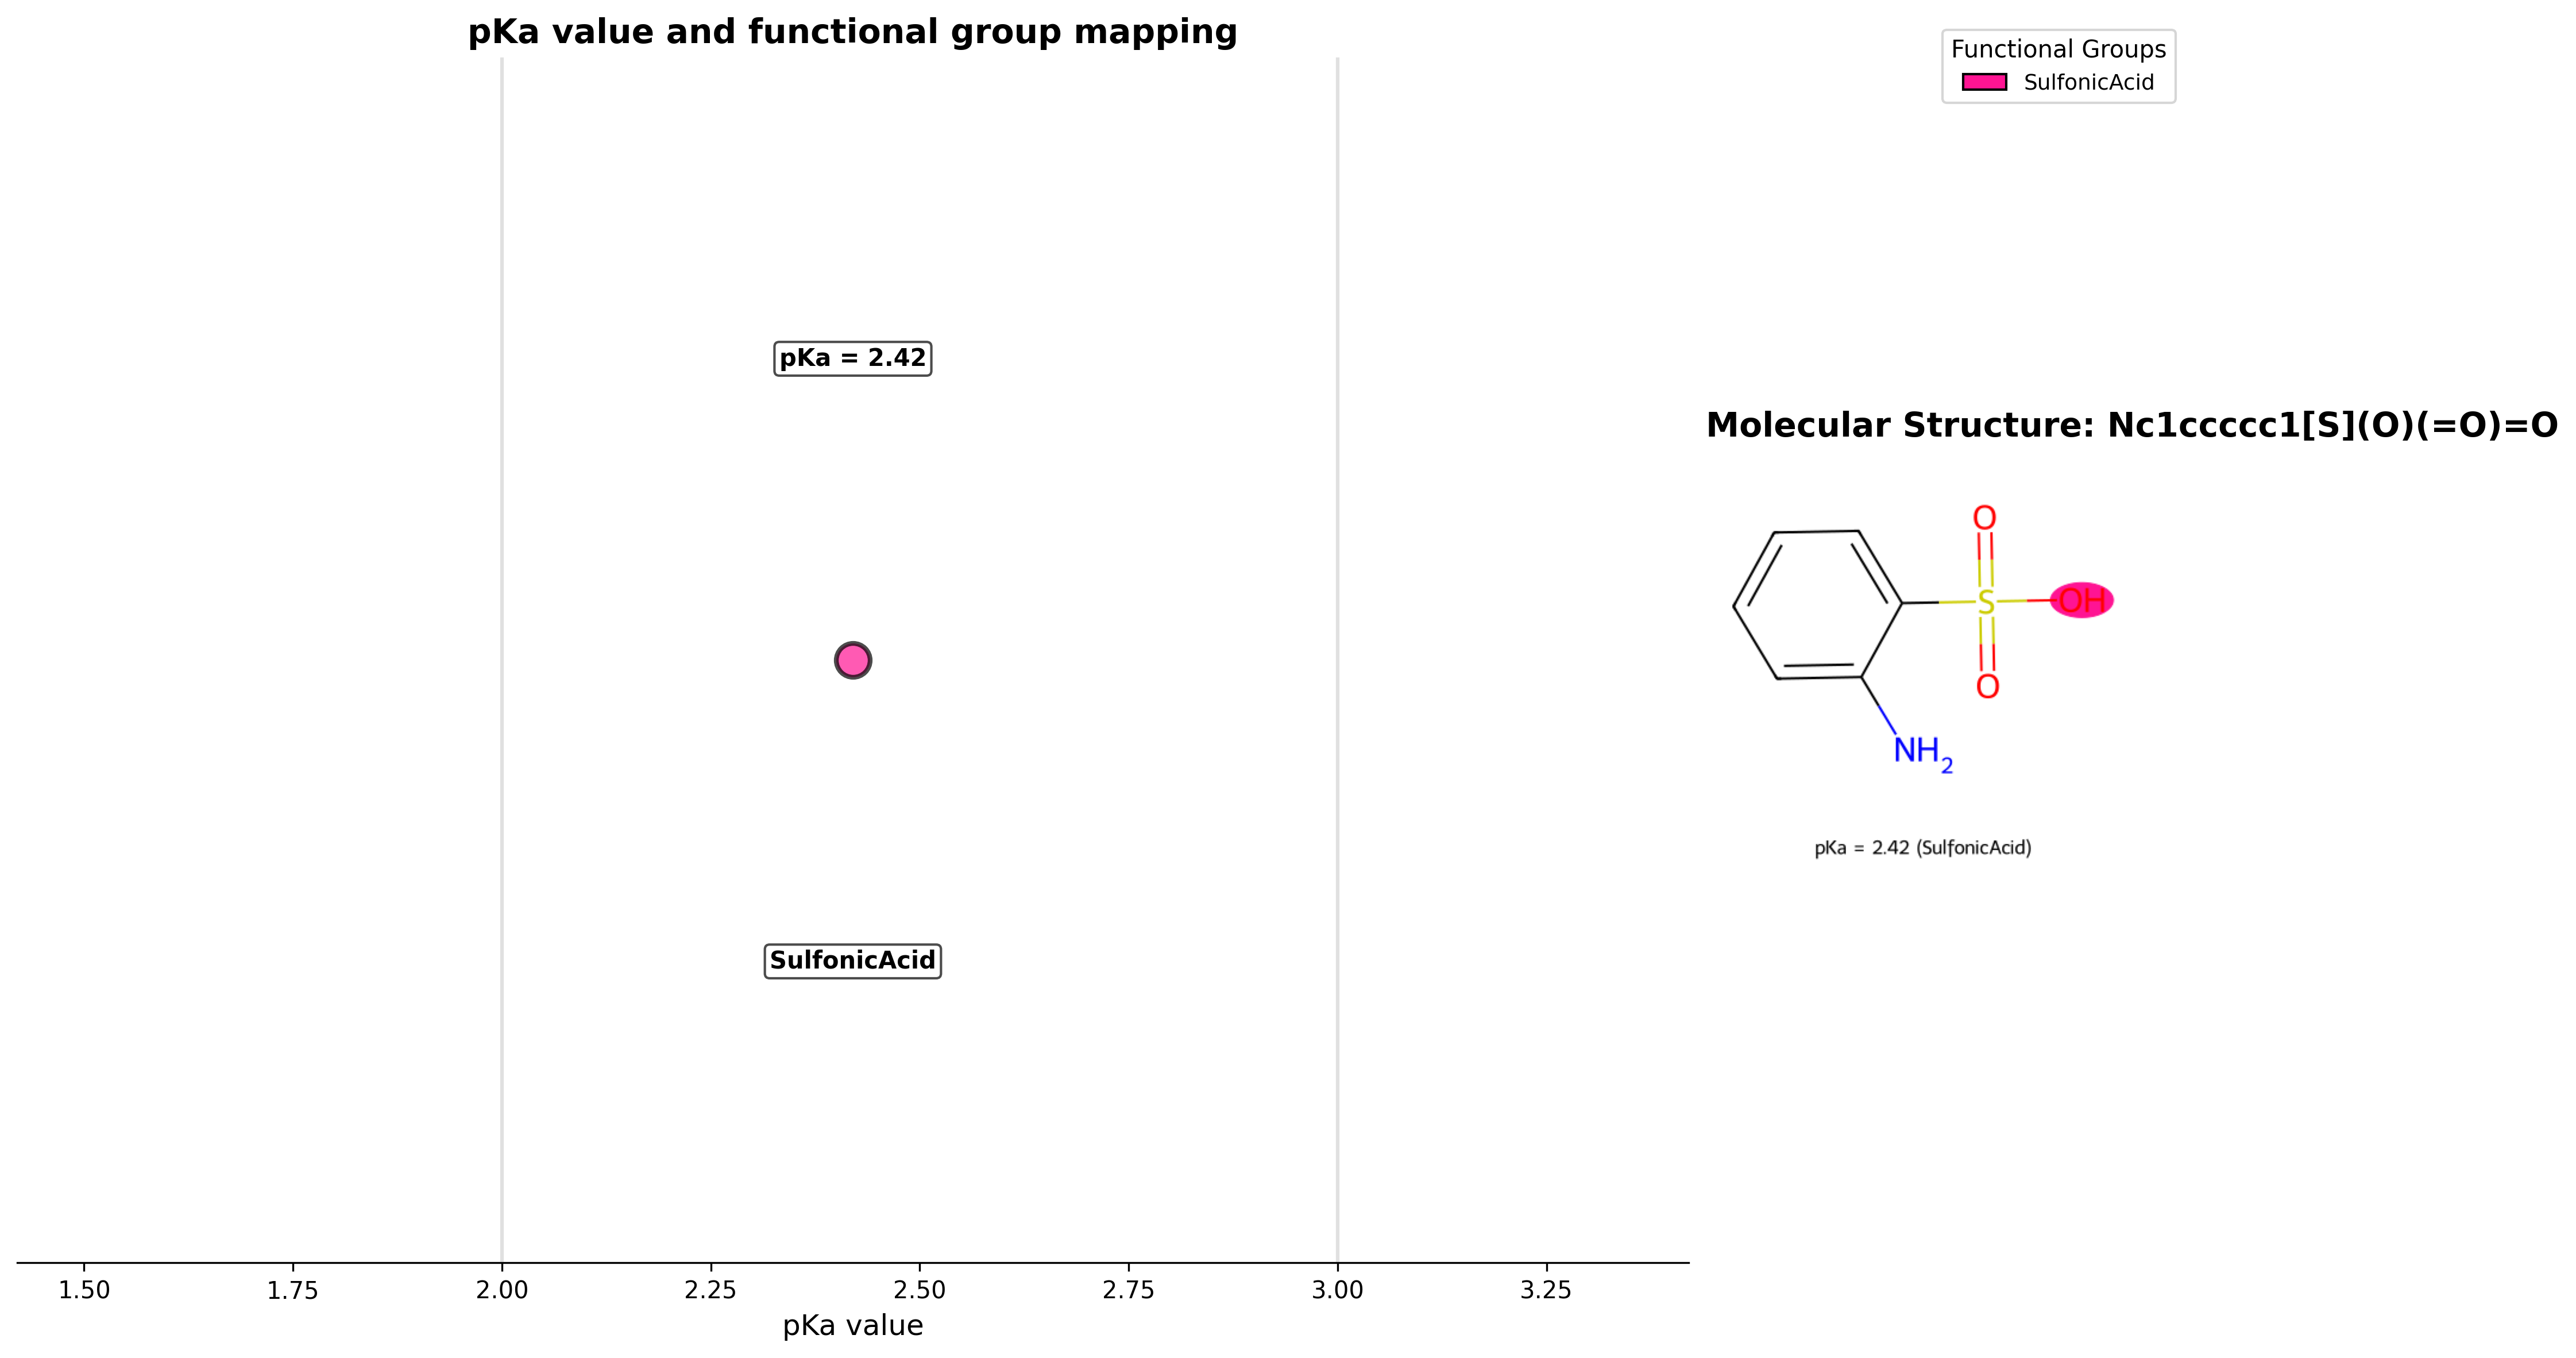 pKa value and functional group mapping
pKa = 2.42
SulfonicAcid
1.50 1.75 2.00 2.25 2.50 2.75 3.00 3.25
pKa value
Functional Groups
SulfonicAcid
Molecular Structure: Nc1ccccc1[S](O)(=O)=O
O
S OH
O
NH2
pKa = 2.42 (SulfonicAcid)